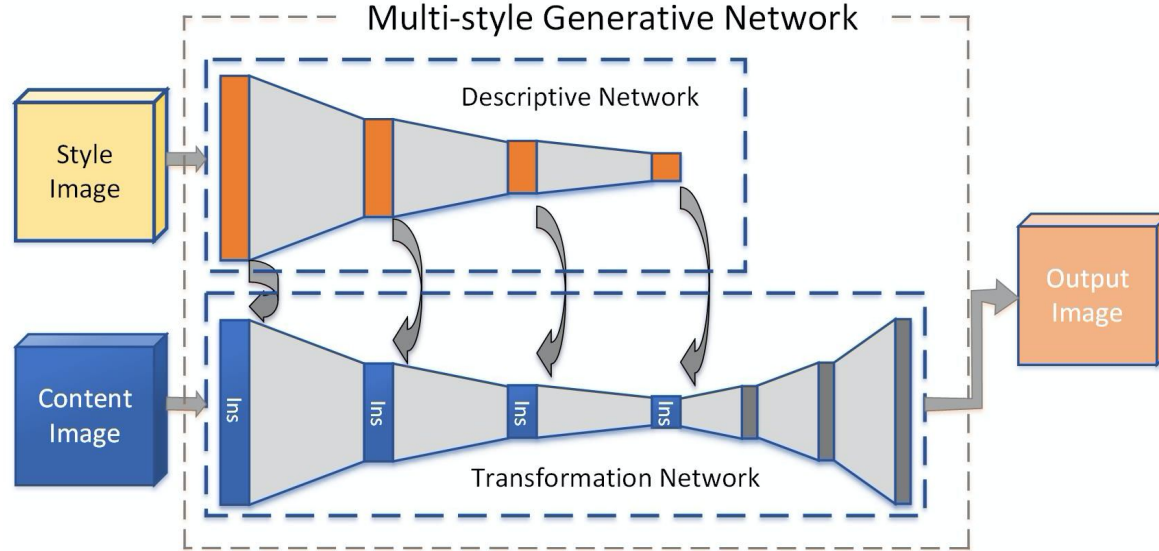 Multi-style Generative Network
Descriptive Network
Style
Image
Output
Image
Content
Image
Ins
Ins
Ins
Ins
Transformation Network